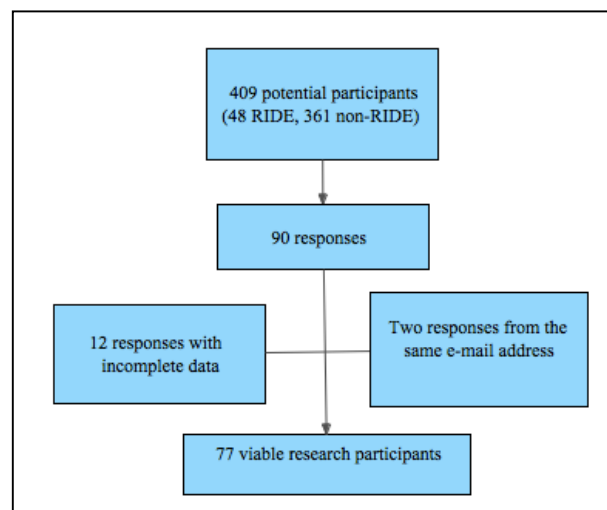 409 potential participants
(48 RIDE, 361 non-RIDE)
90 responses
12 responses with
incomplete data
Two responses from the
same e-mail address
77 viable research participants